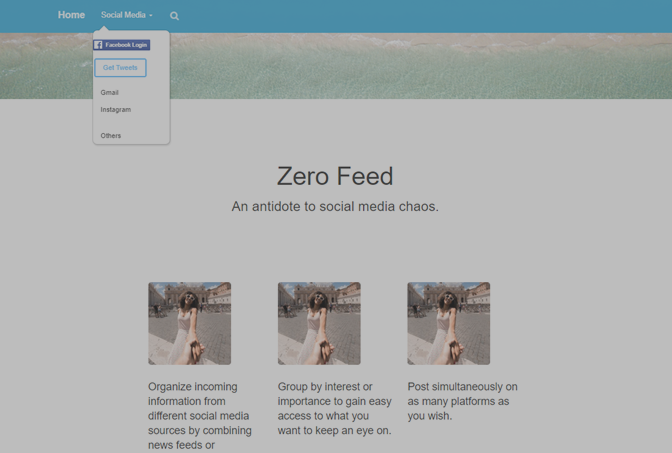 Home Social Media
Facebook Login
Get Tweets
Gmail
Instagram
Others
Zero Feed
An antidote to social media chaos.
Organize incoming
information from
different social media
sources by combining
news feeds or
Group by interest or
importance to gain easy
access to what you
want to keep an eye on.
Post simultaneously on
as many platforms as
you wish.